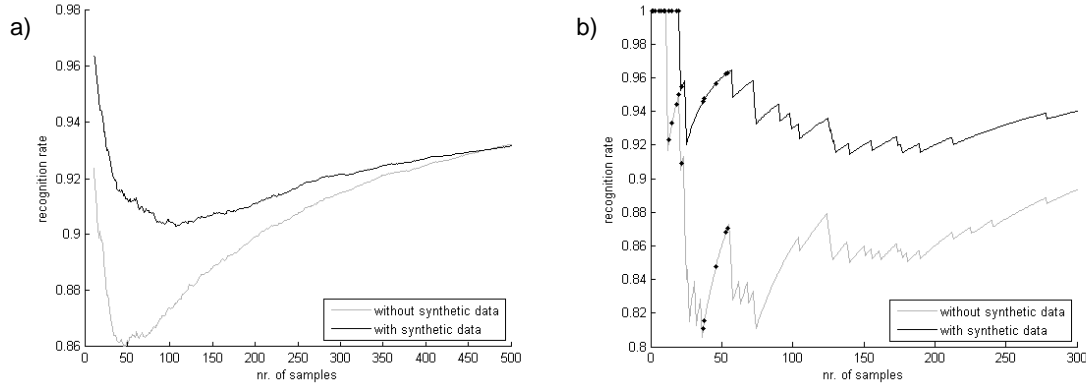 a)
0.98
0.96
0.94
0.92
0.9
0.88
0.86
recognition rate
0 50 100 150 200 250 300 350 400 450 500
nr. of samples
without synthetic data
with synthetic data
b)
1
0.98
0.96
0.94
0.92
0.9
0.88
0.86
0.84
0.82
0.8
recognition rate
0 50 100 150 200 250 300
nr. of samples
without synthetic data
with synthetic data